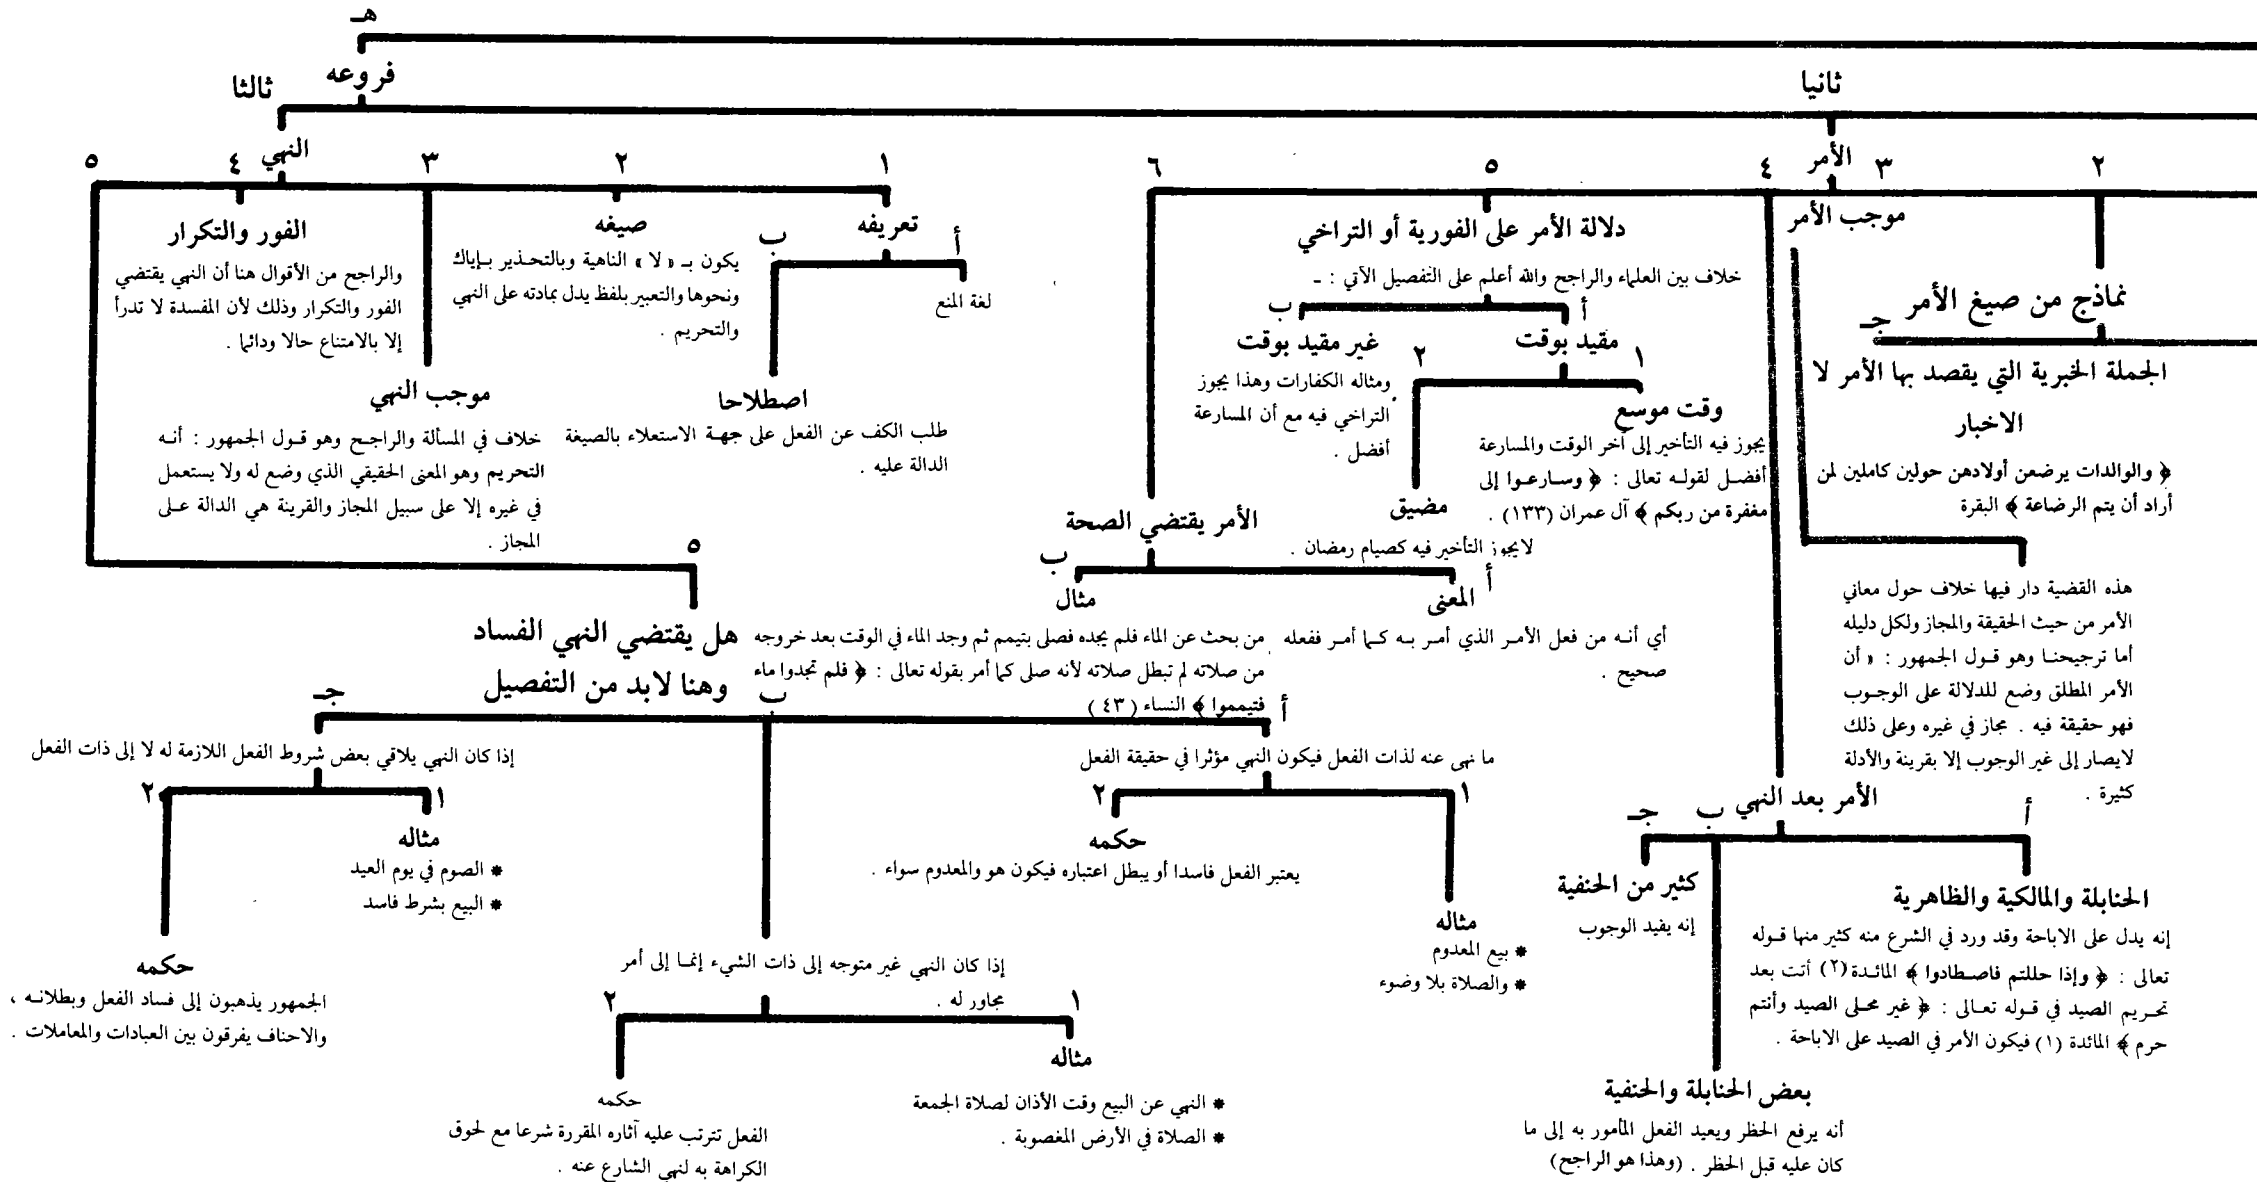 هـ
فروعه
ثانيا
الأمر
٢
نماذج من صيغ الأمر
جـ
الجملة الخبرية التي يقصد بها الأمر لا
الاخبار
﴿ والوالدات يرضعن أولادهن حولين كاملين لمن
أراد أن يتم الرضاعة ﴾ البقرة
٣
موجب الأمر
هذه القضية دار فيها خلاف حول معاني
الأمر من حيث الحقيقة والمجاز ولكل دليله
أما ترجيحنا وهو قول الجمهور : « أن
الأمر المطلق وضع للدلالة على الوجوب
فهو حقيقة فيه . مجاز في غيره وعلى ذلك
لايصار إلى غير الوجوب إلا بقرينة والأدلة
كثيرة .
٤
الأمر بعد النهي
أ
الحنابلة والمالكية والظاهرية
إنه يدل على الاباحة وقد ورد في الشرع منه كثير منها قوله
تعالى : ﴿ وإذا حللتم فاصطادوا ﴾ المائدة (٢) أتت بعد
تحريم الصيد في قوله تعالى : ﴿ غير محلى الصيد وأنتم
حرم ﴾ المائدة (١) فيكون الأمر في الصيد على الاباحة .
ب
بعض الحنابلة والحنفية
أنه يرفع الحظر ويعيد الفعل المأمور به إلى ما
كان عليه قبل الحظر . (وهذا هو الراجح)
جـ
كثير من الحنفية
إنه يفيد الوجوب
٥
دلالة الأمر على الفورية أو التراخي
خلاف بين العلماء والراجح والله أعلم على التفصيل الآتي : -
أ
مقيد بوقت
١
وقت موسع
يجوز فيه التأخير إلى آخر الوقت والمسارعة
أفضل لقوله تعالى : ﴿ وسارعوا إلى
مغفرة من ربكم ﴾ آل عمران (١٣٣) .
٢
مضيق
لايجوز التأخير فيه كصيام رمضان .
ب
غير مقيد بوقت
ومثاله الكفارات وهذا يجوز
التراخي فيه مع أن المسارعة
أفضل .
٦
الأمر يقتضي الصحة
أ
المعنى
أي أنه من فعل الأمر الذي أمر به كما أمر ففعله
صحيح .
ب
مثال
من بحث عن الماء فلم يجده فصلى بتيمم ثم وجد الماء في الوقت بعد خروجه
من صلاته لم تبطل صلاته لأنه صلى كما أمر بقوله تعالى : ﴿ فلم تجدوا ماء
فتيمموا ﴾ النساء ( ٤٣ )
ثالثا
النهي
١
تعريفه
أ
لغة المنع
ب
اصطلاحا
طلب الكف عن الفعل على جهة الاستعلاء بالصيغة
الدالة عليه .
٢
صيغه
يكون بـ « لا » الناهية وبالتحذير بإياك
ونحوها والتعبير بلفظ يدل بمادته على النهي
والتحريم .
٣
موجب النهي
خلاف في المسألة والراجح وهو قول الجمهور : أنه
التحريم وهو المعنى الحقيقي الذي وضع له ولا يستعمل
في غيره إلا على سبيل المجاز والقرينة هي الدالة على
المجاز .
٤
الفور والتكرار
والراجح من الأقوال هنا أن النهي يقتضي
الفور والتكرار وذلك لأن المفسدة لا تدرأ
إلا بالامتناع حالا ودائما .
٥
٥
هل يقتضي النهي الفساد
وهنا لابد من التفصيل
أ
ما نهى عنه لذات الفعل فيكون النهي مؤثرا في حقيقة الفعل
١
مثاله
* بيع المعدوم
* والصلاة بلا وضوء
٢
حكمه
يعتبر الفعل فاسدا أو يبطل اعتباره فيكون هو والمعدوم سواء .
ب
إذا كان النهي غير متوجه إلى ذات الشيء إنما إلى أمر
مجاور له .
١
مثاله
* النهي عن البيع وقت الأذان لصلاة الجمعة
* الصلاة في الأرض المغصوبة .
٢
حكمه
الفعل تترتب عليه آثاره المقررة شرعا مع لحوق
الكراهة به لنهي الشارع عنه .
جـ
إذا كان النهي يلاقي بعض شروط الفعل اللازمة له لا إلى ذات الفعل
١
مثاله
* الصوم في يوم العيد
* البيع بشرط فاسد
٢
حكمه
الجمهور يذهبون إلى فساد الفعل وبطلانه ،
والاحناف يفرقون بين العبادات والمعاملات .